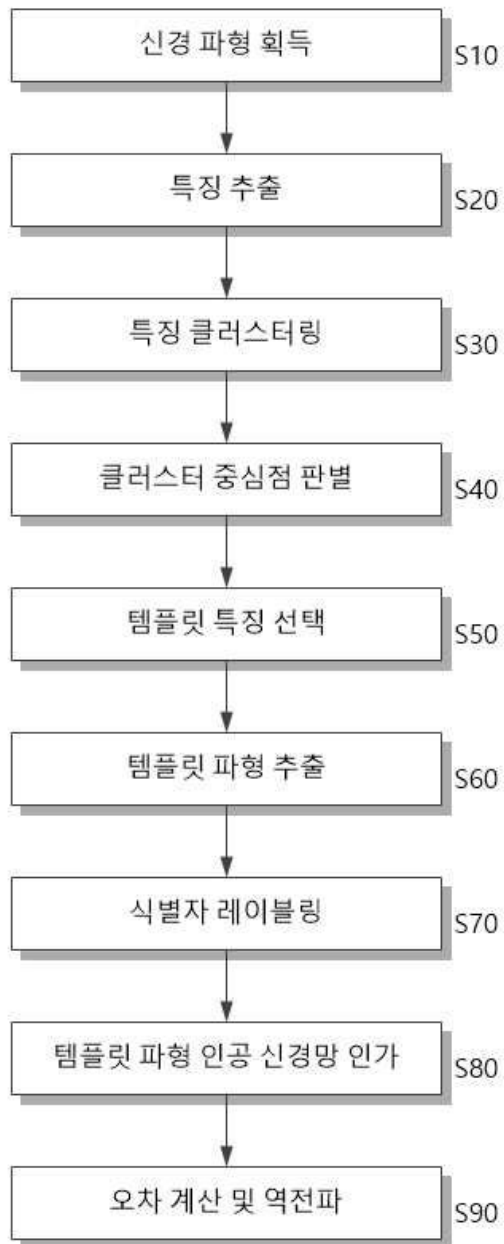 신경 파형 획득
S10
특징 추출
S20
특징 클러스터링
S30
클러스터 중심점 판별
S40
템플릿 특징 선택
S50
템플릿 파형 추출
S60
식별자 레이블링
S70
템플릿 파형 인공 신경망 인가
S80
오차 계산 및 역전파
S90